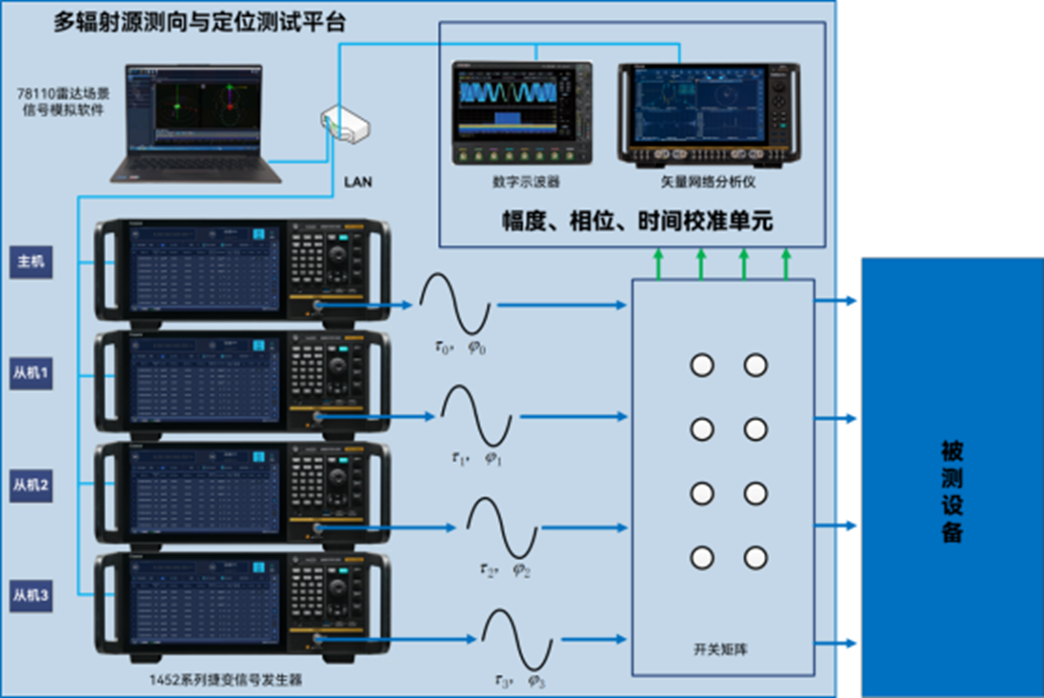 多辐射源测向与定位测试平台
78110雷达场景
信号模拟软件
LAN
数字示波器
矢量网络分析仪
幅度、相位、时间校准单元
主机
τ0, φ0
从机1
τ1, φ1
从机2
τ2, φ2
从机3
τ3, φ3
1452系列捷变信号发生器
开关矩阵
被测设备